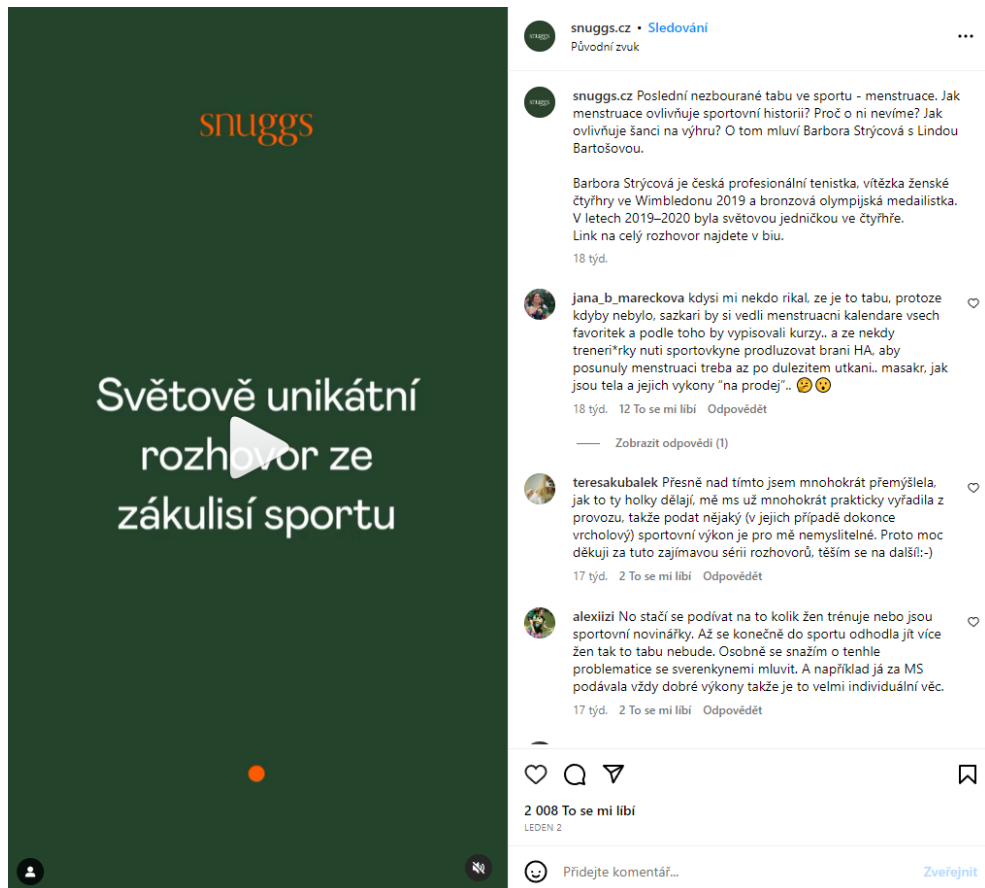 snuggs
Světově unikátní
rozhovor ze
zákulisí sportu
snuggs
snuggs.cz • Sledování
Původní zvuk
snuggs
snuggs.cz Poslední nezbourané tabu ve sportu - menstruace. Jak
menstruace ovlivňuje sportovní historii? Proč o ni nevíme? Jak
ovlivňuje šanci na výhru? O tom mluví Barbora Strýcová s Lindou
Bartošovou.
Barbora Strýcová je česká profesionální tenistka, vítězka ženské
čtyřhry ve Wimbledonu 2019 a bronzová olympijská medailistka.
V letech 2019–2020 byla světovou jedničkou ve čtyřhře.
Link na celý rozhovor najdete v biu.
18 týd.
jana_b_mareckova kdysi mi nekdo rikal, ze je to tabu, protoze
kdyby nebylo, sazkari by si vedli menstruacni kalendare vsech
favoritek a podle toho by vypisovali kurzy.. a ze nekdy
treneri*rky nuti sportovkyne prodluzovat brani HA, aby
posunuly menstruaci treba az po dulezitem utkani.. masakr, jak
jsou tela a jejich vykony “na prodej”.. 🤔😮
18 týd. 12 To se mi líbí Odpovědět
Zobrazit odpovědi (1)
teresakubalek Přesně nad tímto jsem mnohokrát přemýšlela,
jak to ty holky dělají, mě ms už mnohokrát prakticky vyřadila z
provozu, takže podat nějaký (v jejich případě dokonce
vrcholový) sportovní výkon je pro mě nemyslitelné. Proto moc
děkuji za tuto zajímavou sérii rozhovorů, těším se na další!:-)
17 týd. 2 To se mi líbí Odpovědět
alexiizi No stačí se podívat na to kolik žen trénuje nebo jsou
sportovní novinářky. Až se konečně do sportu odhodla jít více
žen tak to tabu nebude. Osobně se snažím o tenhle
problematice se sverenkynemi mluvit. A například já za MS
podávala vždy dobré výkony takže je to velmi individuální věc.
17 týd. 2 To se mi líbí Odpovědět
2 008 To se mi líbí
LEDEN 2
Přidejte komentář...
Zveřejnit